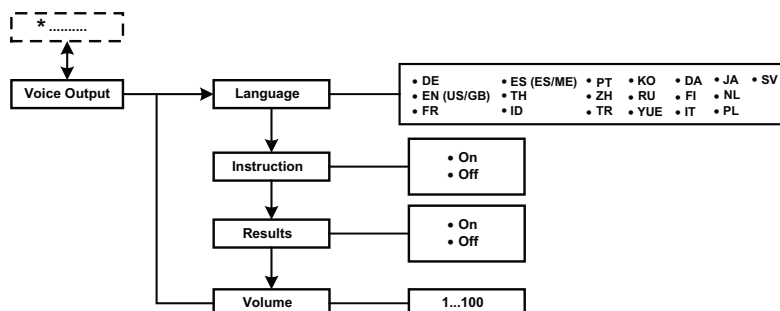 * ..........
Voice Output
Language
• DE • ES (ES/ME) • PT • KO • DA • JA • SV
• EN (US/GB) • TH • ZH • RU • FI • NL
• FR • ID • TR • YUE • IT • PL
Instruction
• On
• Off
Results
• On
• Off
Volume
1...100